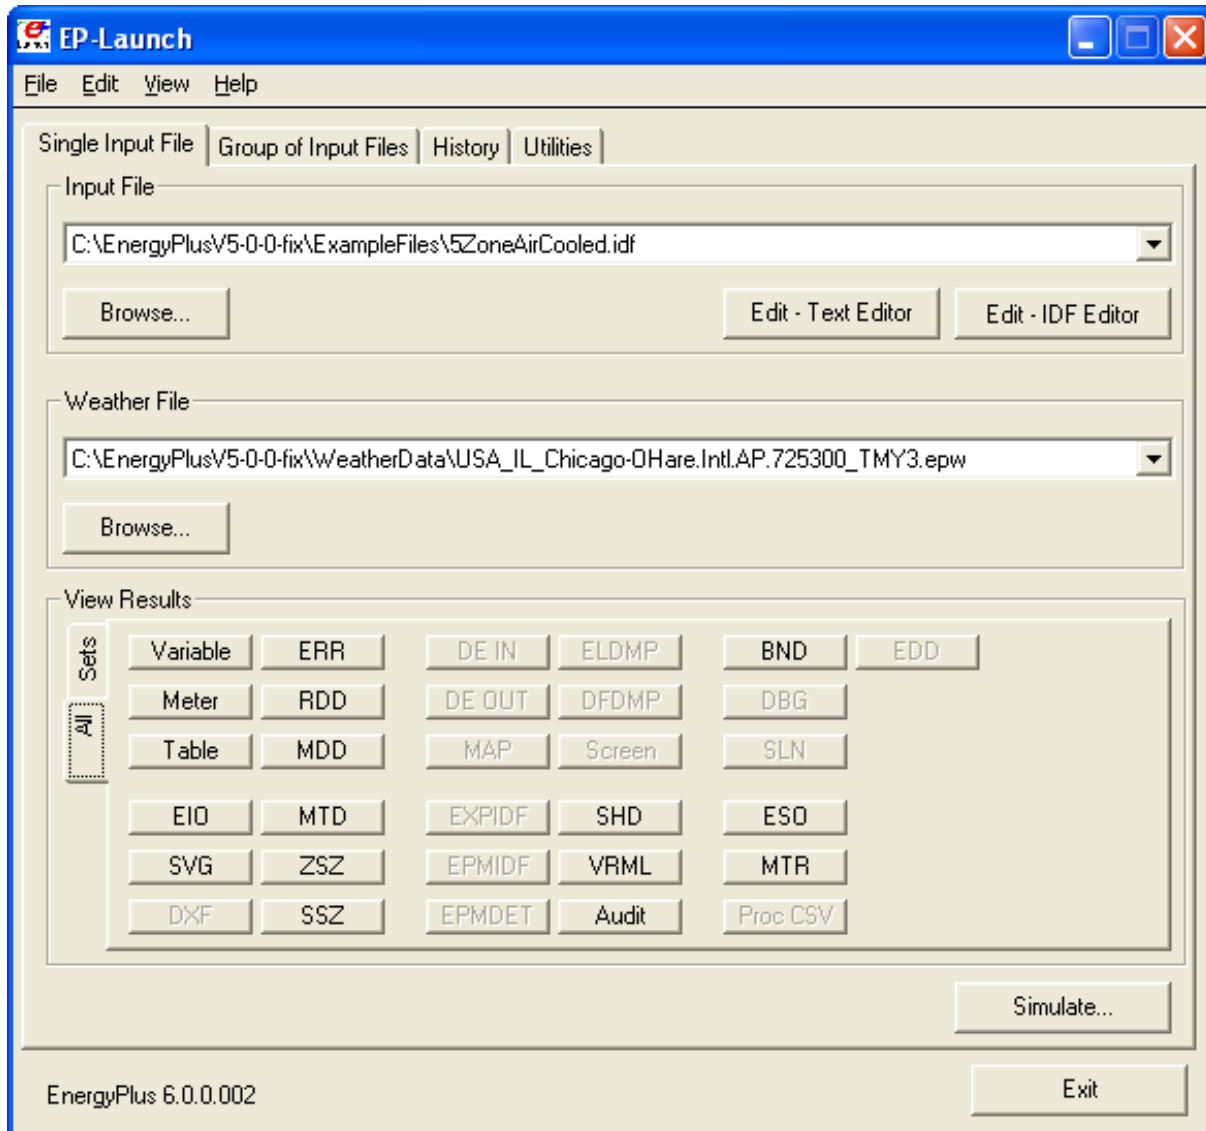 EP-Launch
File Edit View Help
Single Input File Group of Input Files History Utilities
Input File
C:\EnergyPlusV5-0-0-fix\ExampleFiles\5ZoneAirCooled.idf
Browse... Edit - Text Editor Edit - IDF Editor
Weather File
C:\EnergyPlusV5-0-0-fix\WeatherData\USA_IL_Chicago-OHare.Intl.AP.725300_TMY3.epw
Browse...
View Results
Sets
All
Variable ERR DE IN ELDMP BND EDD
Meter RDD DE OUT DFDMP DBG
Table MDD MAP Screen SLN
EIO MTD EXPIDF SHD ESO
SVG ZSZ EPMIDF VRML MTR
DXF SSZ EPMDET Audit Proc CSV
Simulate...
EnergyPlus 6.0.0.002 Exit